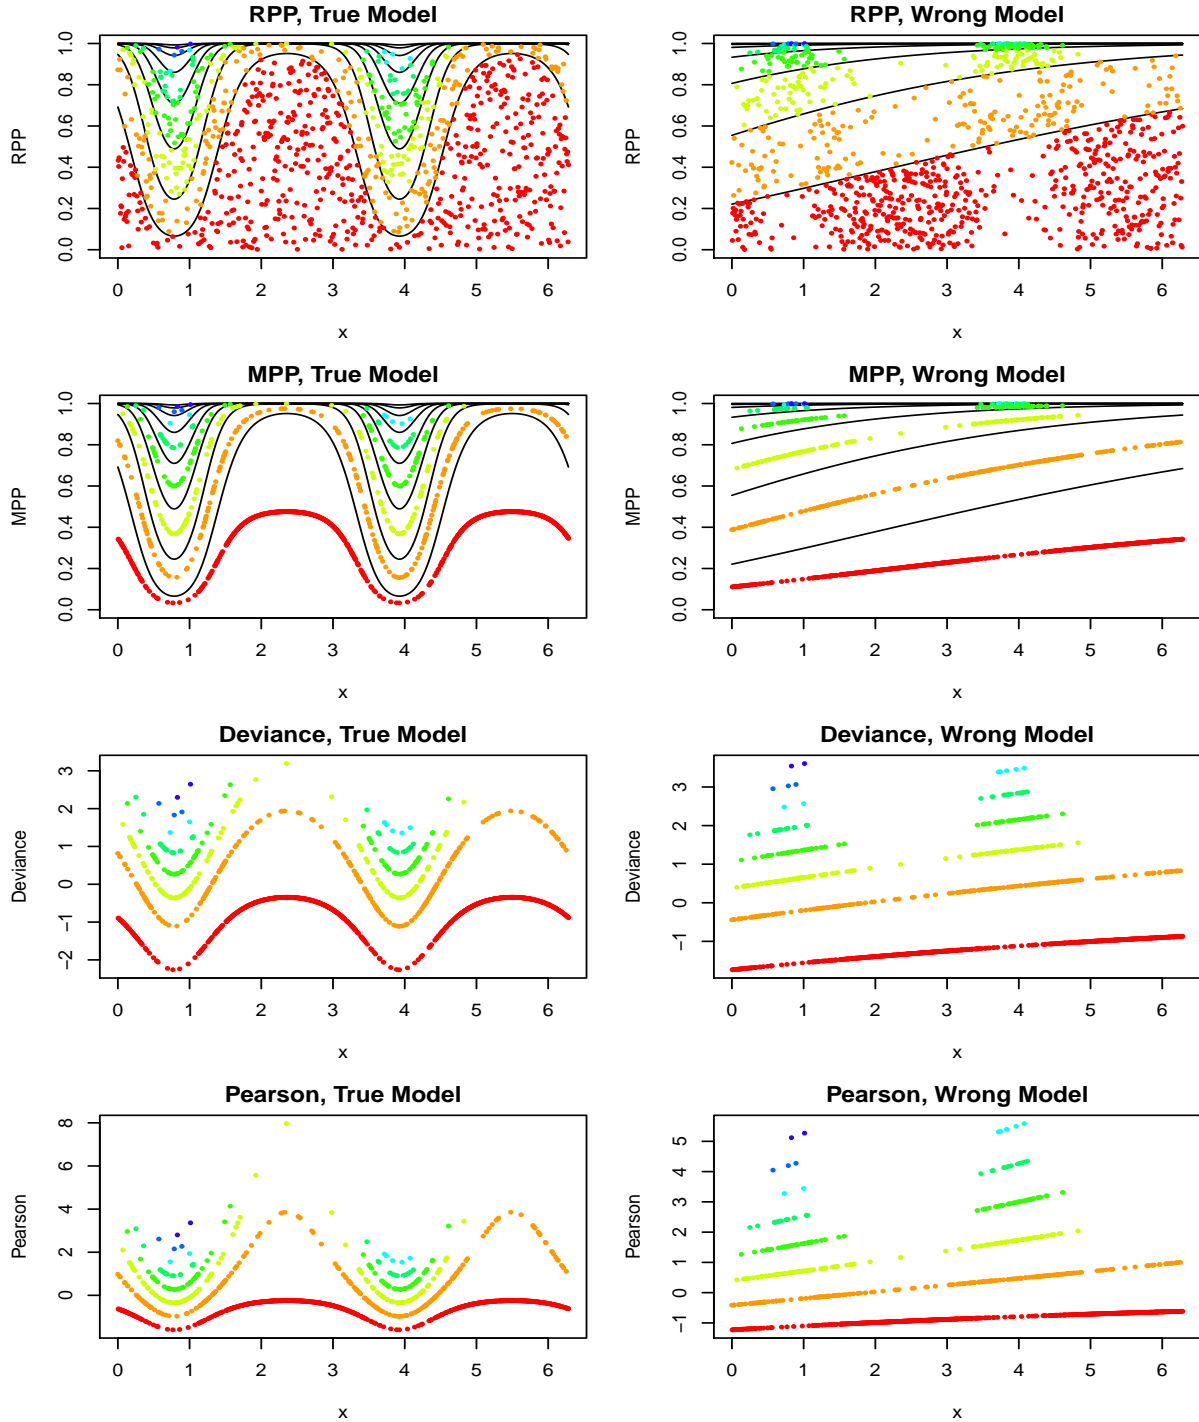 RPP, True Model
RPP
0.0 0.2 0.4 0.6 0.8 1.0
0 1 2 3 4 5 6
x
RPP, Wrong Model
RPP
0.0 0.2 0.4 0.6 0.8 1.0
0 1 2 3 4 5 6
x
MPP, True Model
MPP
0.0 0.2 0.4 0.6 0.8 1.0
0 1 2 3 4 5 6
x
MPP, Wrong Model
MPP
0.0 0.2 0.4 0.6 0.8 1.0
0 1 2 3 4 5 6
x
Deviance, True Model
Deviance
−2 −1 0 1 2 3
0 1 2 3 4 5 6
x
Deviance, Wrong Model
Deviance
−1 0 1 2 3
0 1 2 3 4 5 6
x
Pearson, True Model
Pearson
0 2 4 6 8
0 1 2 3 4 5 6
x
Pearson, Wrong Model
Pearson
−1 0 1 2 3 4 5
0 1 2 3 4 5 6
x